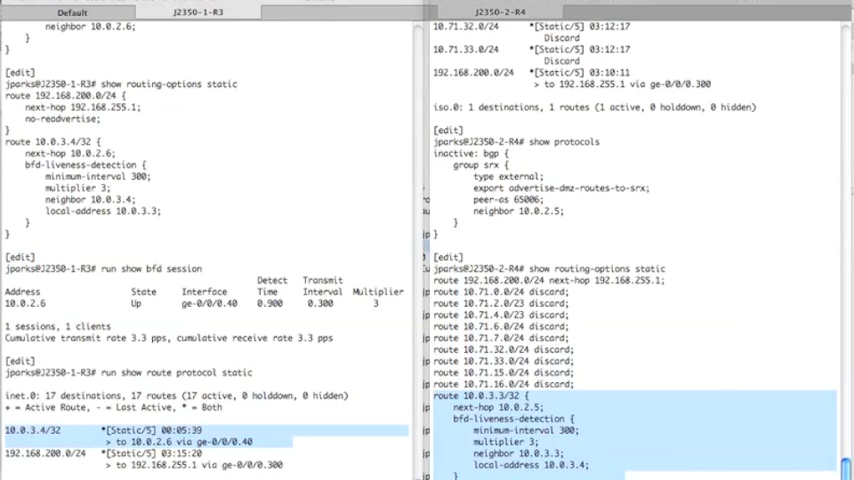 Default
J2350-1-R3
neighbor 10.0.2.6;
}
}
[edit]
jparks@J2350-1-R3# show routing-options static
route 192.168.200.0/24 {
next-hop 192.168.255.1;
no-readvertise;
}
route 10.0.3.4/32 {
next-hop 10.0.2.6;
bfd-liveness-detection {
minimum-interval 300;
multiplier 3;
neighbor 10.0.3.4;
local-address 10.0.3.3;
}
}
[edit]
jparks@J2350-1-R3# run show bfd session
Detect Transmit
Address State Interface Time Interval Multiplier
10.0.2.6 Up ge-0/0/0.40 0.900 0.300 3
1 sessions, 1 clients
Cumulative transmit rate 3.3 pps, cumulative receive rate 3.3 pps
[edit]
jparks@J2350-1-R3# run show route protocol static
inet.0: 17 destinations, 17 routes (17 active, 0 holddown, 0 hidden)
+ = Active Route, - = Last Active, * = Both
10.0.3.4/32 *[Static/5] 00:05:39
> to 10.0.2.6 via ge-0/0/0.40
192.168.200.0/24 *[Static/5] 03:15:20
> to 192.168.255.1 via ge-0/0/0.300
J2350-2-R4
10.71.32.0/24 *[Static/5] 03:12:17
Discard
10.71.33.0/24 *[Static/5] 03:12:17
Discard
192.168.200.0/24 *[Static/5] 03:10:11
> to 192.168.255.1 via ge-0/0/0.300
iso.0: 1 destinations, 1 routes (1 active, 0 holddown, 0 hidden)
[edit]
jparks@J2350-2-R4# show protocols
inactive: bgp {
group srx {
type external;
export advertise-dmz-routes-to-srx;
peer-as 65006;
neighbor 10.0.2.5;
}
}
[edit]
jparks@J2350-2-R4# show routing-options static
route 192.168.200.0/24 next-hop 192.168.255.1;
route 10.71.0.0/24 discard;
route 10.71.2.0/23 discard;
route 10.71.4.0/23 discard;
route 10.71.6.0/24 discard;
route 10.71.7.0/24 discard;
route 10.71.32.0/24 discard;
route 10.71.33.0/24 discard;
route 10.71.15.0/24 discard;
route 10.71.16.0/24 discard;
route 10.0.3.3/32 {
next-hop 10.0.2.5;
bfd-liveness-detection {
minimum-interval 300;
multiplier 3;
neighbor 10.0.3.3;
local-address 10.0.3.4;
}